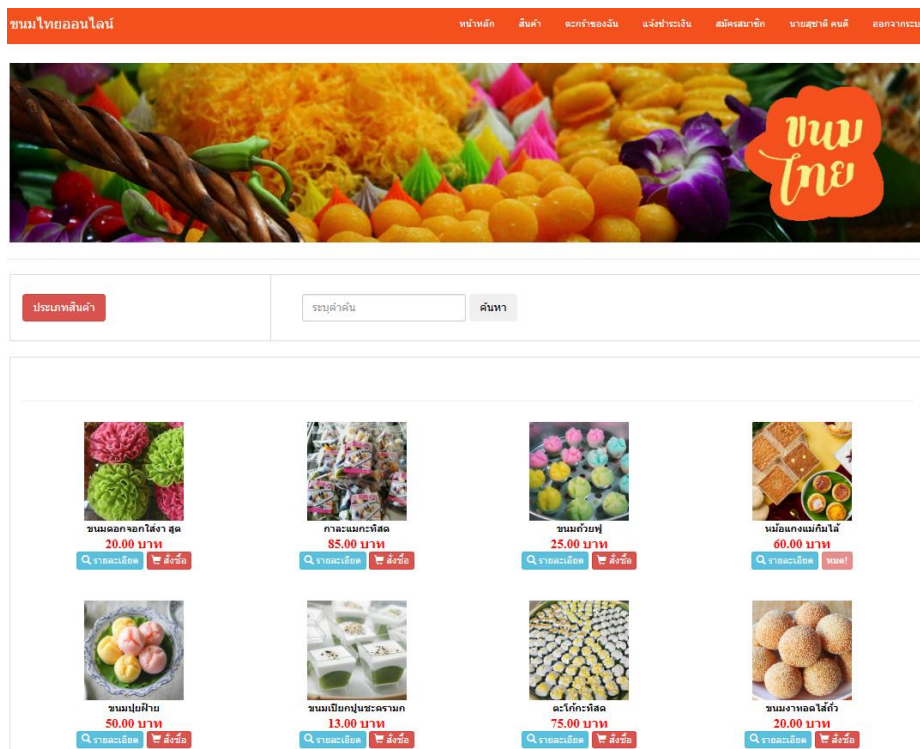 ขนมไทยออนไลน์ หน้าหลัก สินค้า ตะกร้าของฉัน แจ้งชำระเงิน สมัครสมาชิก นายสุชาติ คนดี ออกจากระบ
ขนม
ไทย
ประเภทสินค้า ระบุคำค้น ค้นหา
ขนมดอกจอกใส่งา สูต กาละแมกะทิสด ขนมถ้วยฟู หม้อแกงแม่กิมไล้
20.00 บาท 85.00 บาท 25.00 บาท 60.00 บาท
รายละเอียด สั่งซื้อ รายละเอียด สั่งซื้อ รายละเอียด สั่งซื้อ รายละเอียด หมด!
ขนมปุยฝ้าย ขนมเปียกปูนชะครามก ตะโก้กะทิสด ขนมงาทอดไส้ถั่ว
50.00 บาท 13.00 บาท 75.00 บาท 20.00 บาท
รายละเอียด สั่งซื้อ รายละเอียด สั่งซื้อ รายละเอียด สั่งซื้อ รายละเอียด สั่งซื้อ